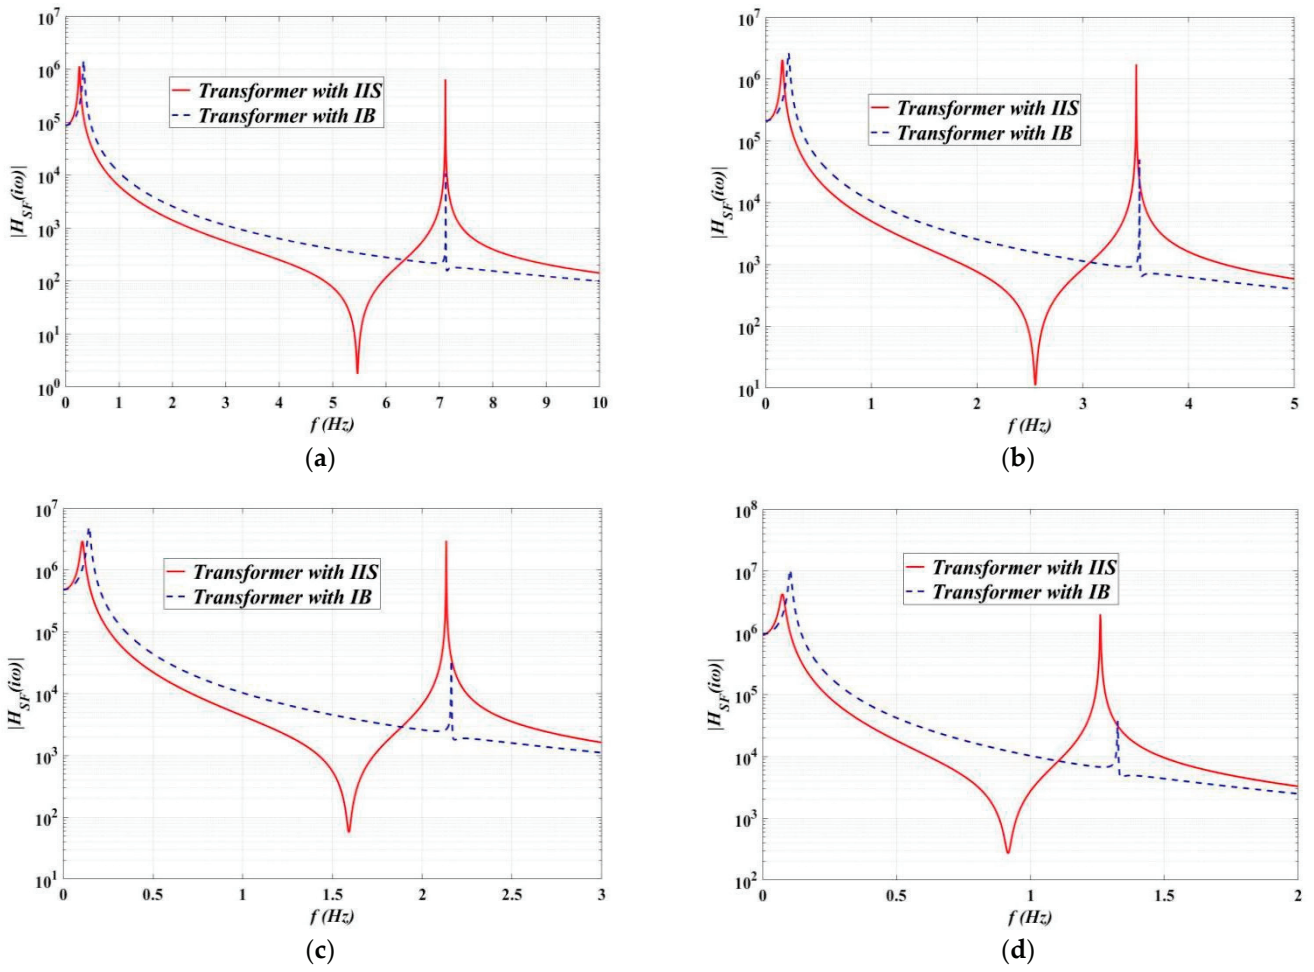 |H_SF(iω)|
10^7
10^6
10^5
10^4
10^3
10^2
10^1
10^0
Transformer with IIS
Transformer with IB
0 1 2 3 4 5 6 7 8 9 10
f (Hz)
(a)
|H_SF(iω)|
10^7
10^6
10^5
10^4
10^3
10^2
10^1
Transformer with IIS
Transformer with IB
0 1 2 3 4 5
f (Hz)
(b)
|H_SF(iω)|
10^7
10^6
10^5
10^4
10^3
10^2
10^1
Transformer with IIS
Transformer with IB
0 0.5 1 1.5 2 2.5 3
f (Hz)
(c)
|H_SF(iω)|
10^8
10^7
10^6
10^5
10^4
10^3
10^2
Transformer with IIS
Transformer with IB
0 0.5 1 1.5 2
f (Hz)
(d)